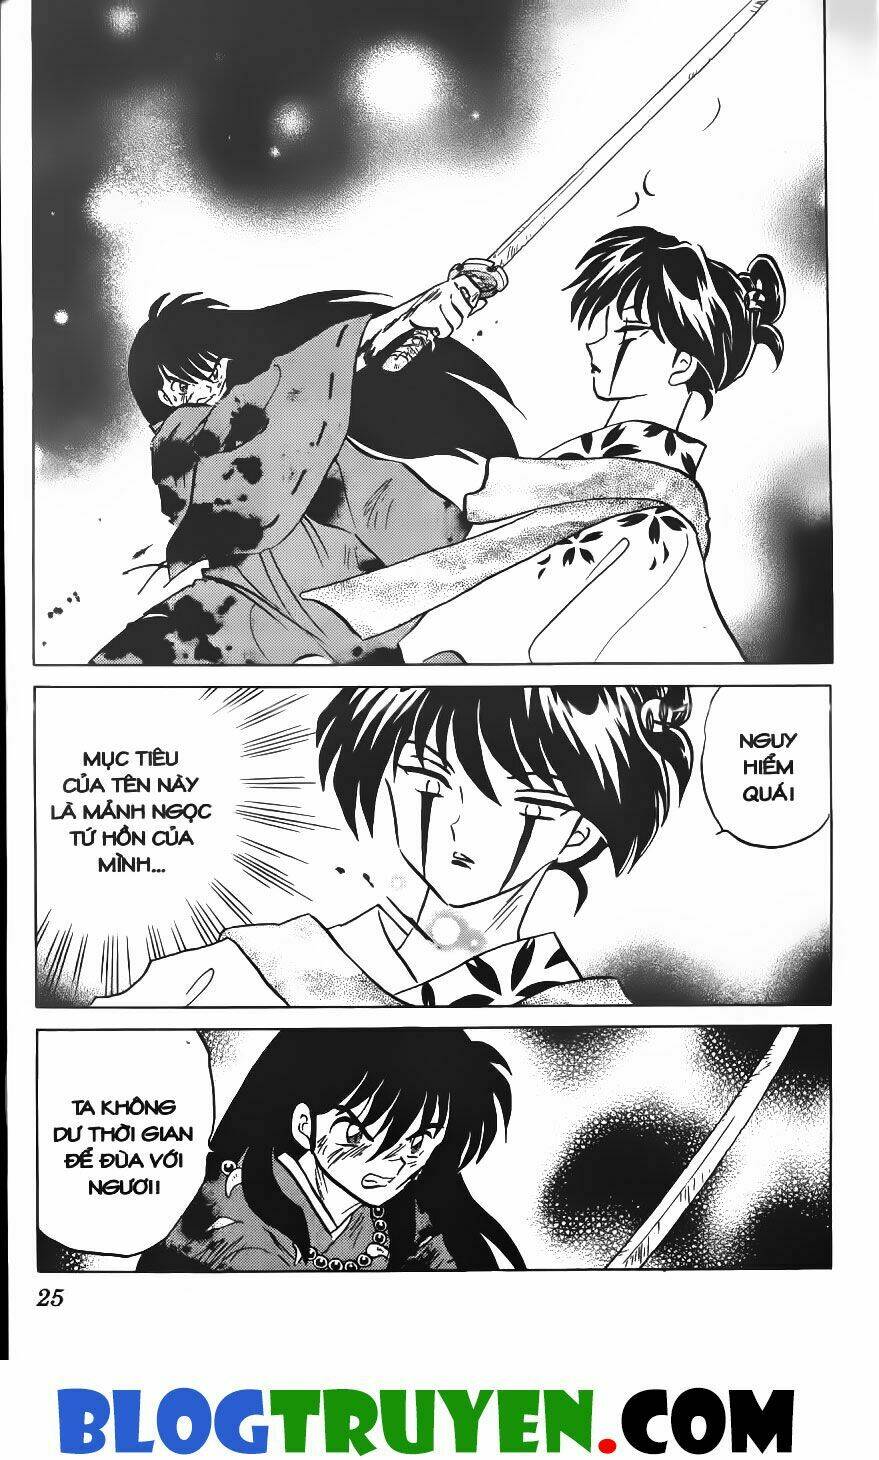 NGUY
HIỂM
QUÁ!
MỤC TIÊU
CỦA TÊN NÀY
LÀ MẢNH NGỌC
TỨ HỒN CỦA
MÌNH...
TA KHÔNG
DƯ THỜI GIAN
ĐỂ ĐÙA VỚI
NGƯƠI!
25
BLOGTRUYEN.COM